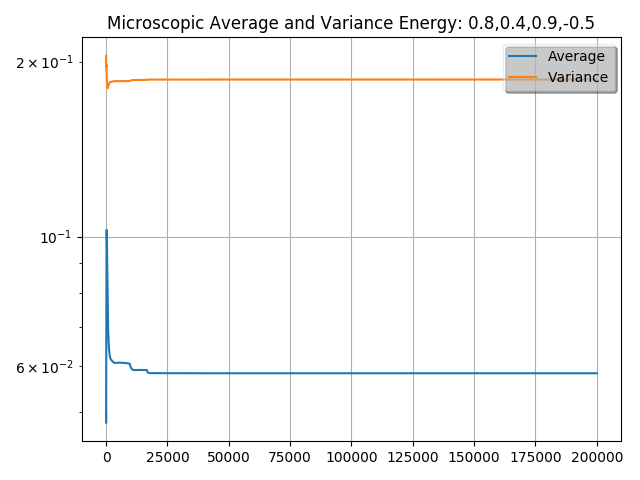 Microscopic Average and Variance Energy: 0.8,0.4,0.9,-0.5
Average
Variance
2 × 10⁻¹
10⁻¹
6 × 10⁻²
0 25000 50000 75000 100000 125000 150000 175000 200000